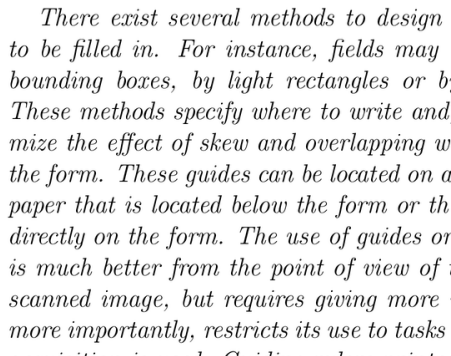 There exist several methods to design
to be filled in. For instance, fields may
bounding boxes, by light rectangles or by
These methods specify where to write and,
mize the effect of skew and overlapping w
the form. These guides can be located on a
paper that is located below the form or th
directly on the form. The use of guides on
is much better from the point of view of
scanned image, but requires giving more
more importantly, restricts its use to tasks